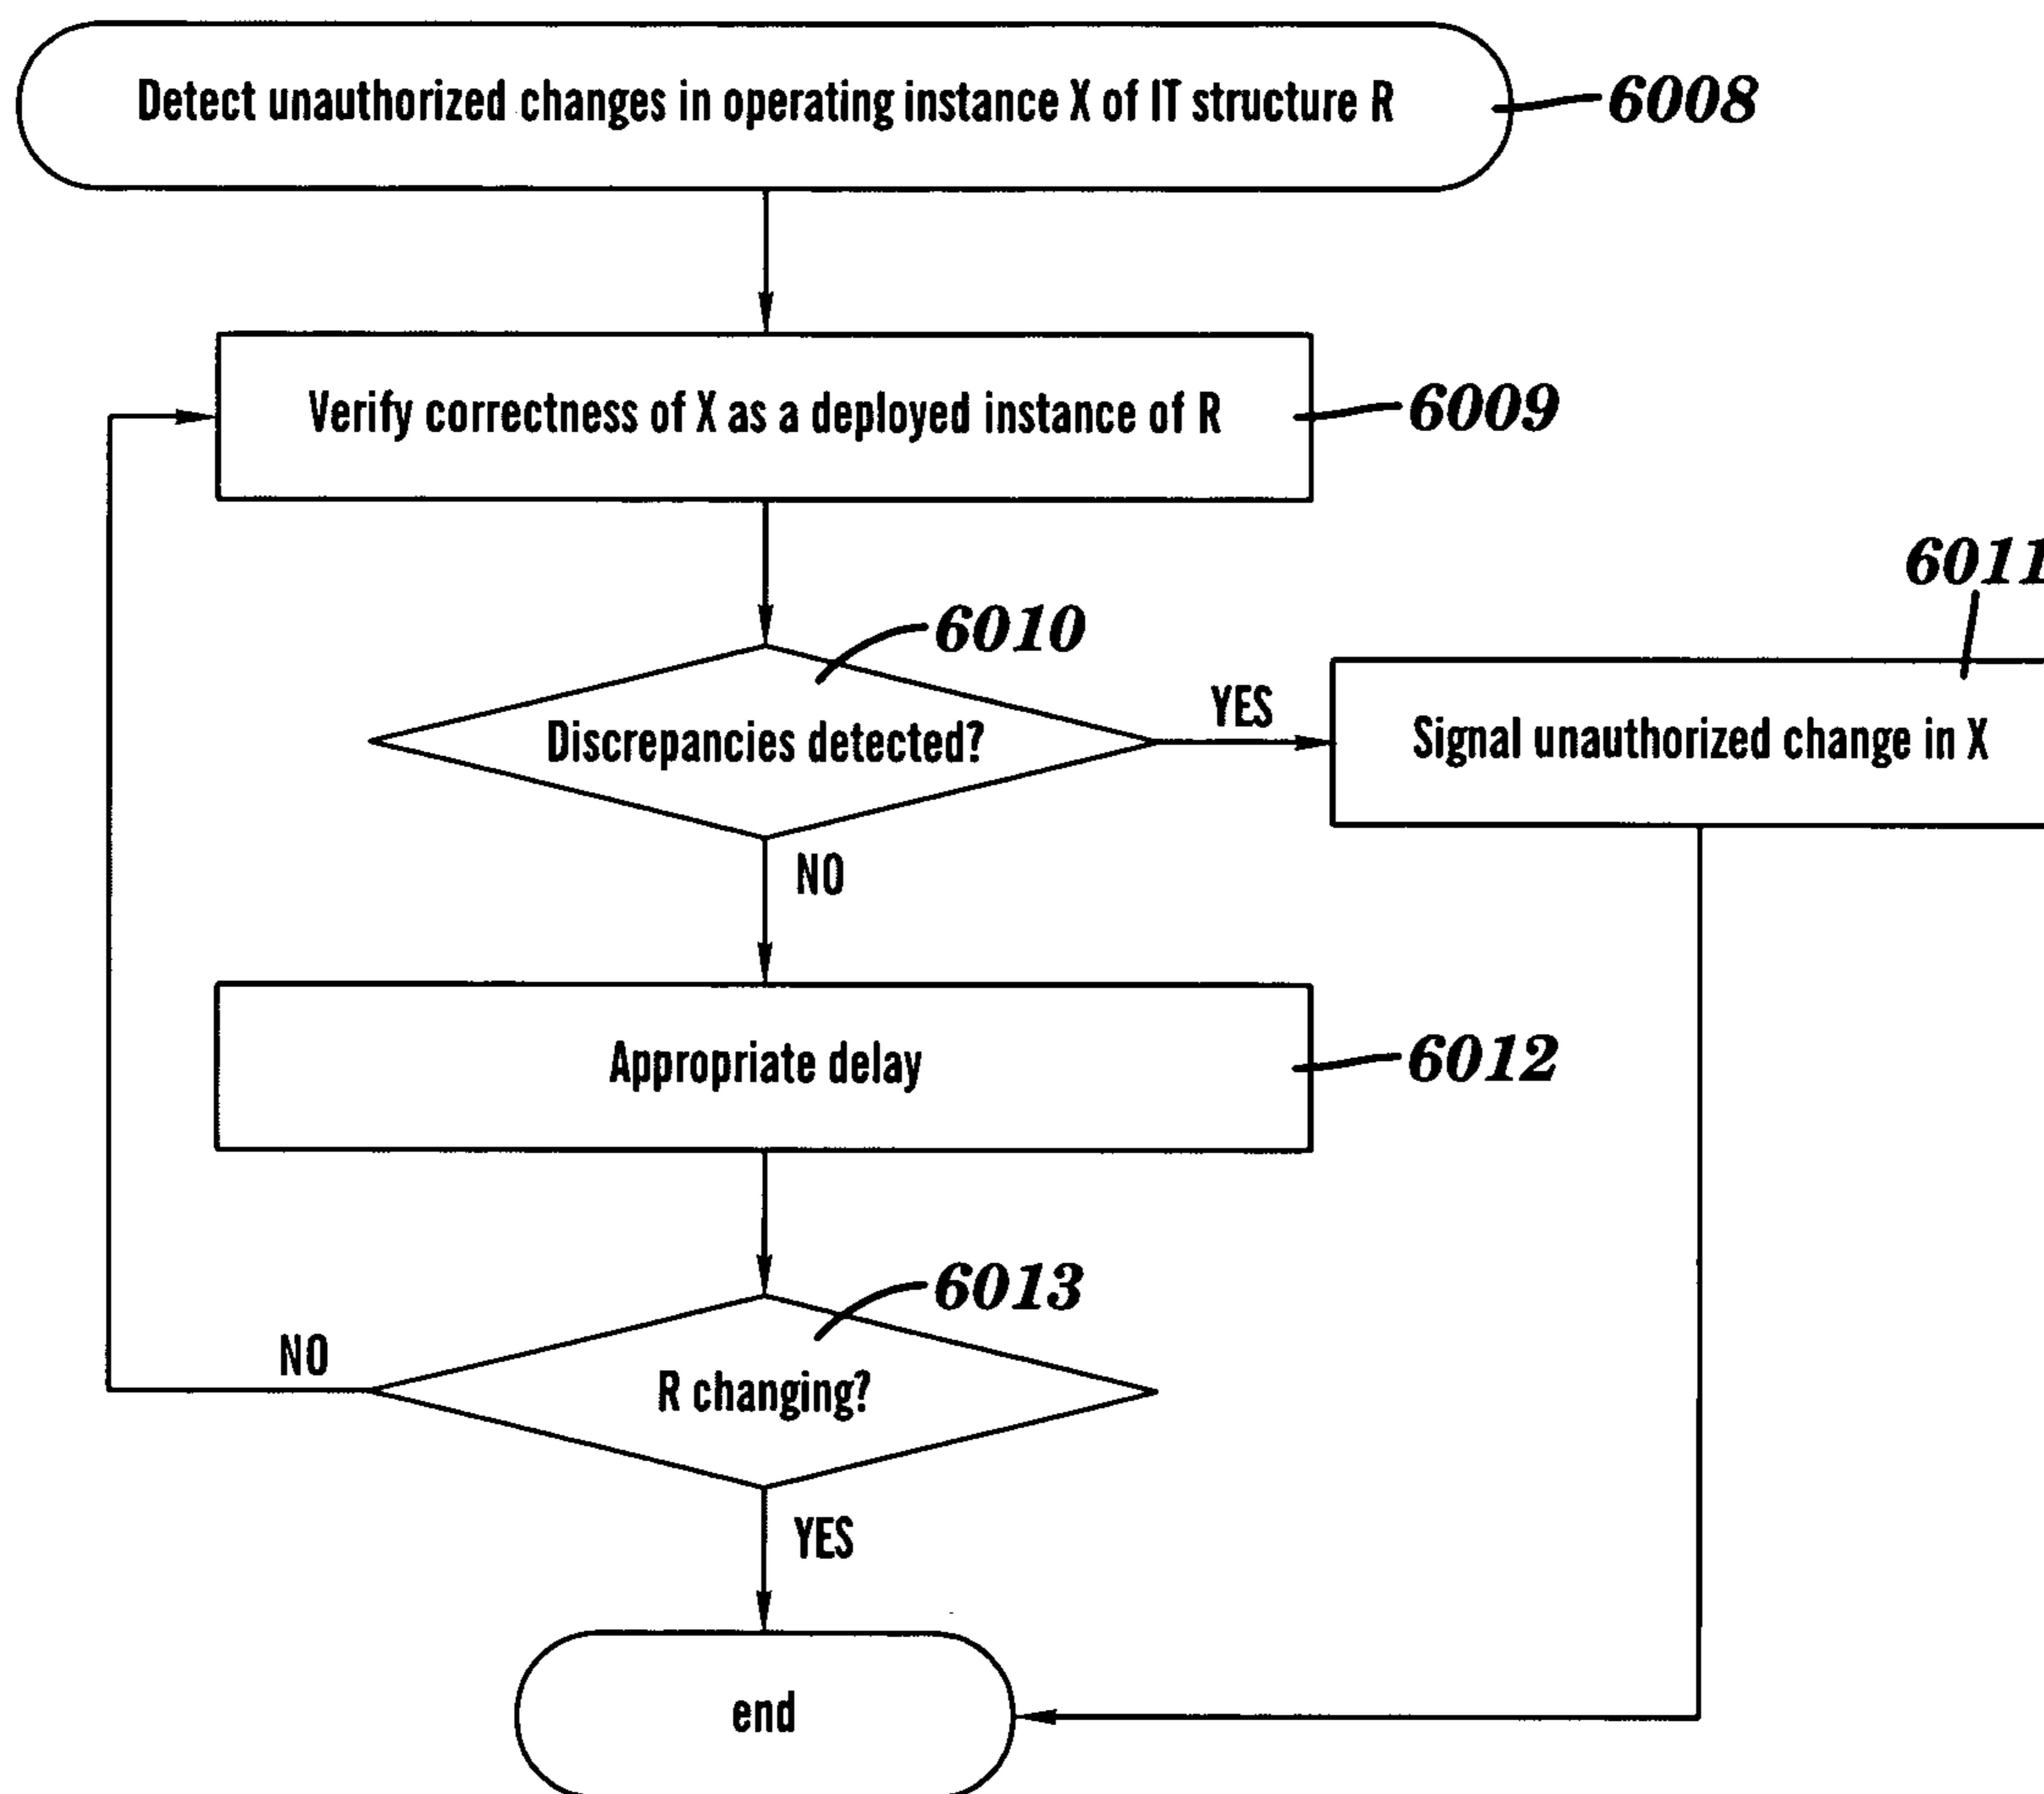 Detect unauthorized changes in operating instance X of IT structure R
6008
Verify correctness of X as a deployed instance of R
6009
6011
6010
Discrepancies detected?
YES
Signal unauthorized change in X
NO
Appropriate delay
6012
6013
NO
R changing?
YES
end